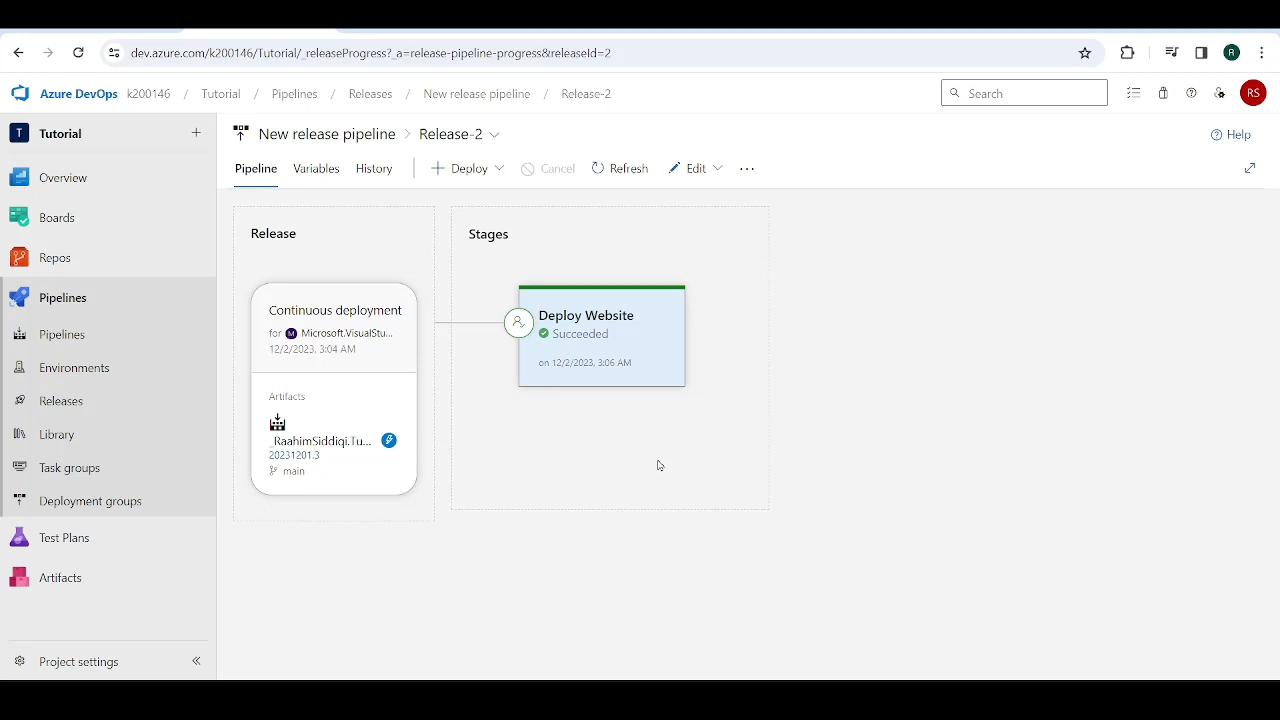 dev.azure.com/k200146/Tutorial/_releaseProgress?_a=release-pipeline-progress&releaseId=2
R
Azure DevOps k200146 / Tutorial / Pipelines / Releases / New release pipeline / Release-2
Search
RS
T Tutorial
New release pipeline > Release-2
Help
Pipeline Variables History Deploy Cancel Refresh Edit ...
Overview
Boards
Repos
Pipelines
Pipelines
Environments
Releases
Library
Task groups
Deployment groups
Test Plans
Artifacts
Project settings
Release
Continuous deployment
for M Microsoft.VisualStu...
12/2/2023, 3:04 AM
Artifacts
_RaahimSiddiqi.Tu...
20231201.3
main
Stages
Deploy Website
Succeeded
on 12/2/2023, 3:06 AM